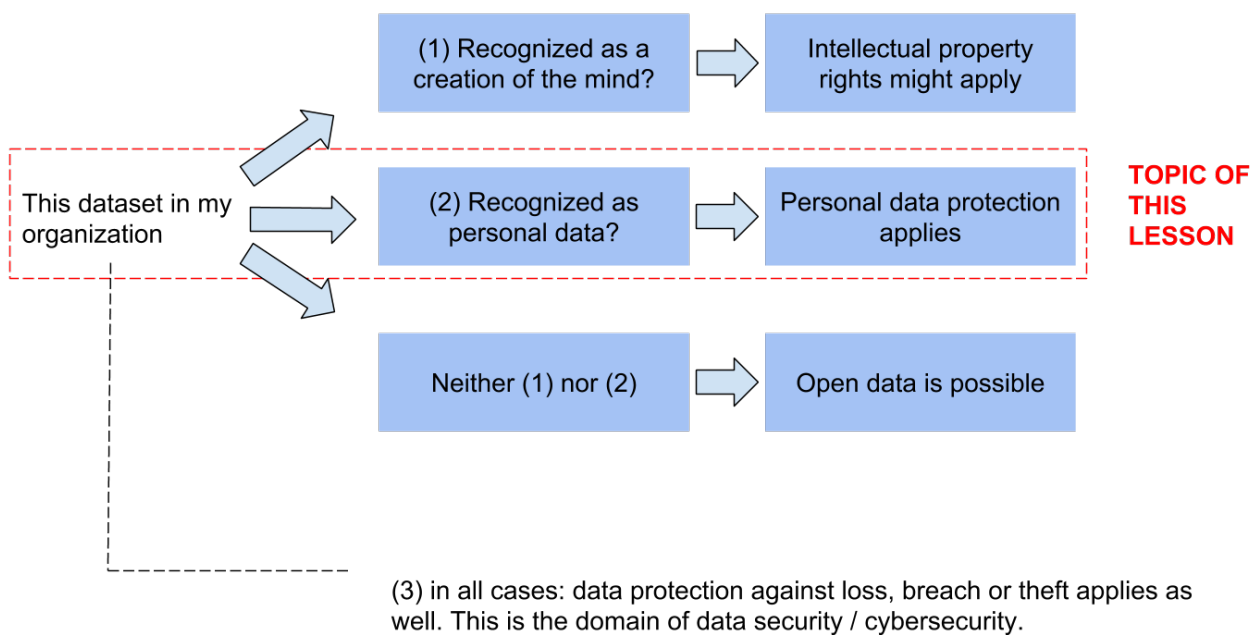 (1) Recognized as a
creation of the mind?
Intellectual property
rights might apply
This dataset in my
organization
(2) Recognized as
personal data?
Personal data protection
applies
TOPIC OF
THIS
LESSON
Neither (1) nor (2)
Open data is possible
(3) in all cases: data protection against loss, breach or theft applies as
well. This is the domain of data security / cybersecurity.